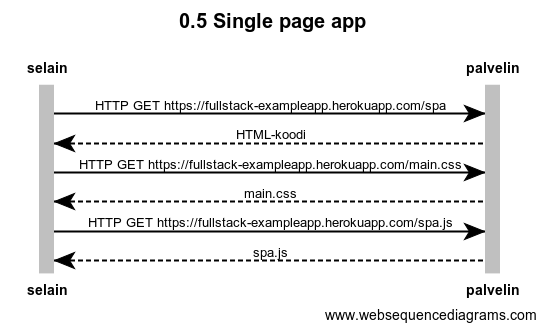 0.5 Single page app
selain palvelin
HTTP GET https://fullstack-exampleapp.herokuapp.com/spa
HTML-koodi
HTTP GET https://fullstack-exampleapp.herokuapp.com/main.css
main.css
HTTP GET https://fullstack-exampleapp.herokuapp.com/spa.js
spa.js
selain palvelin
www.websequencediagrams.com